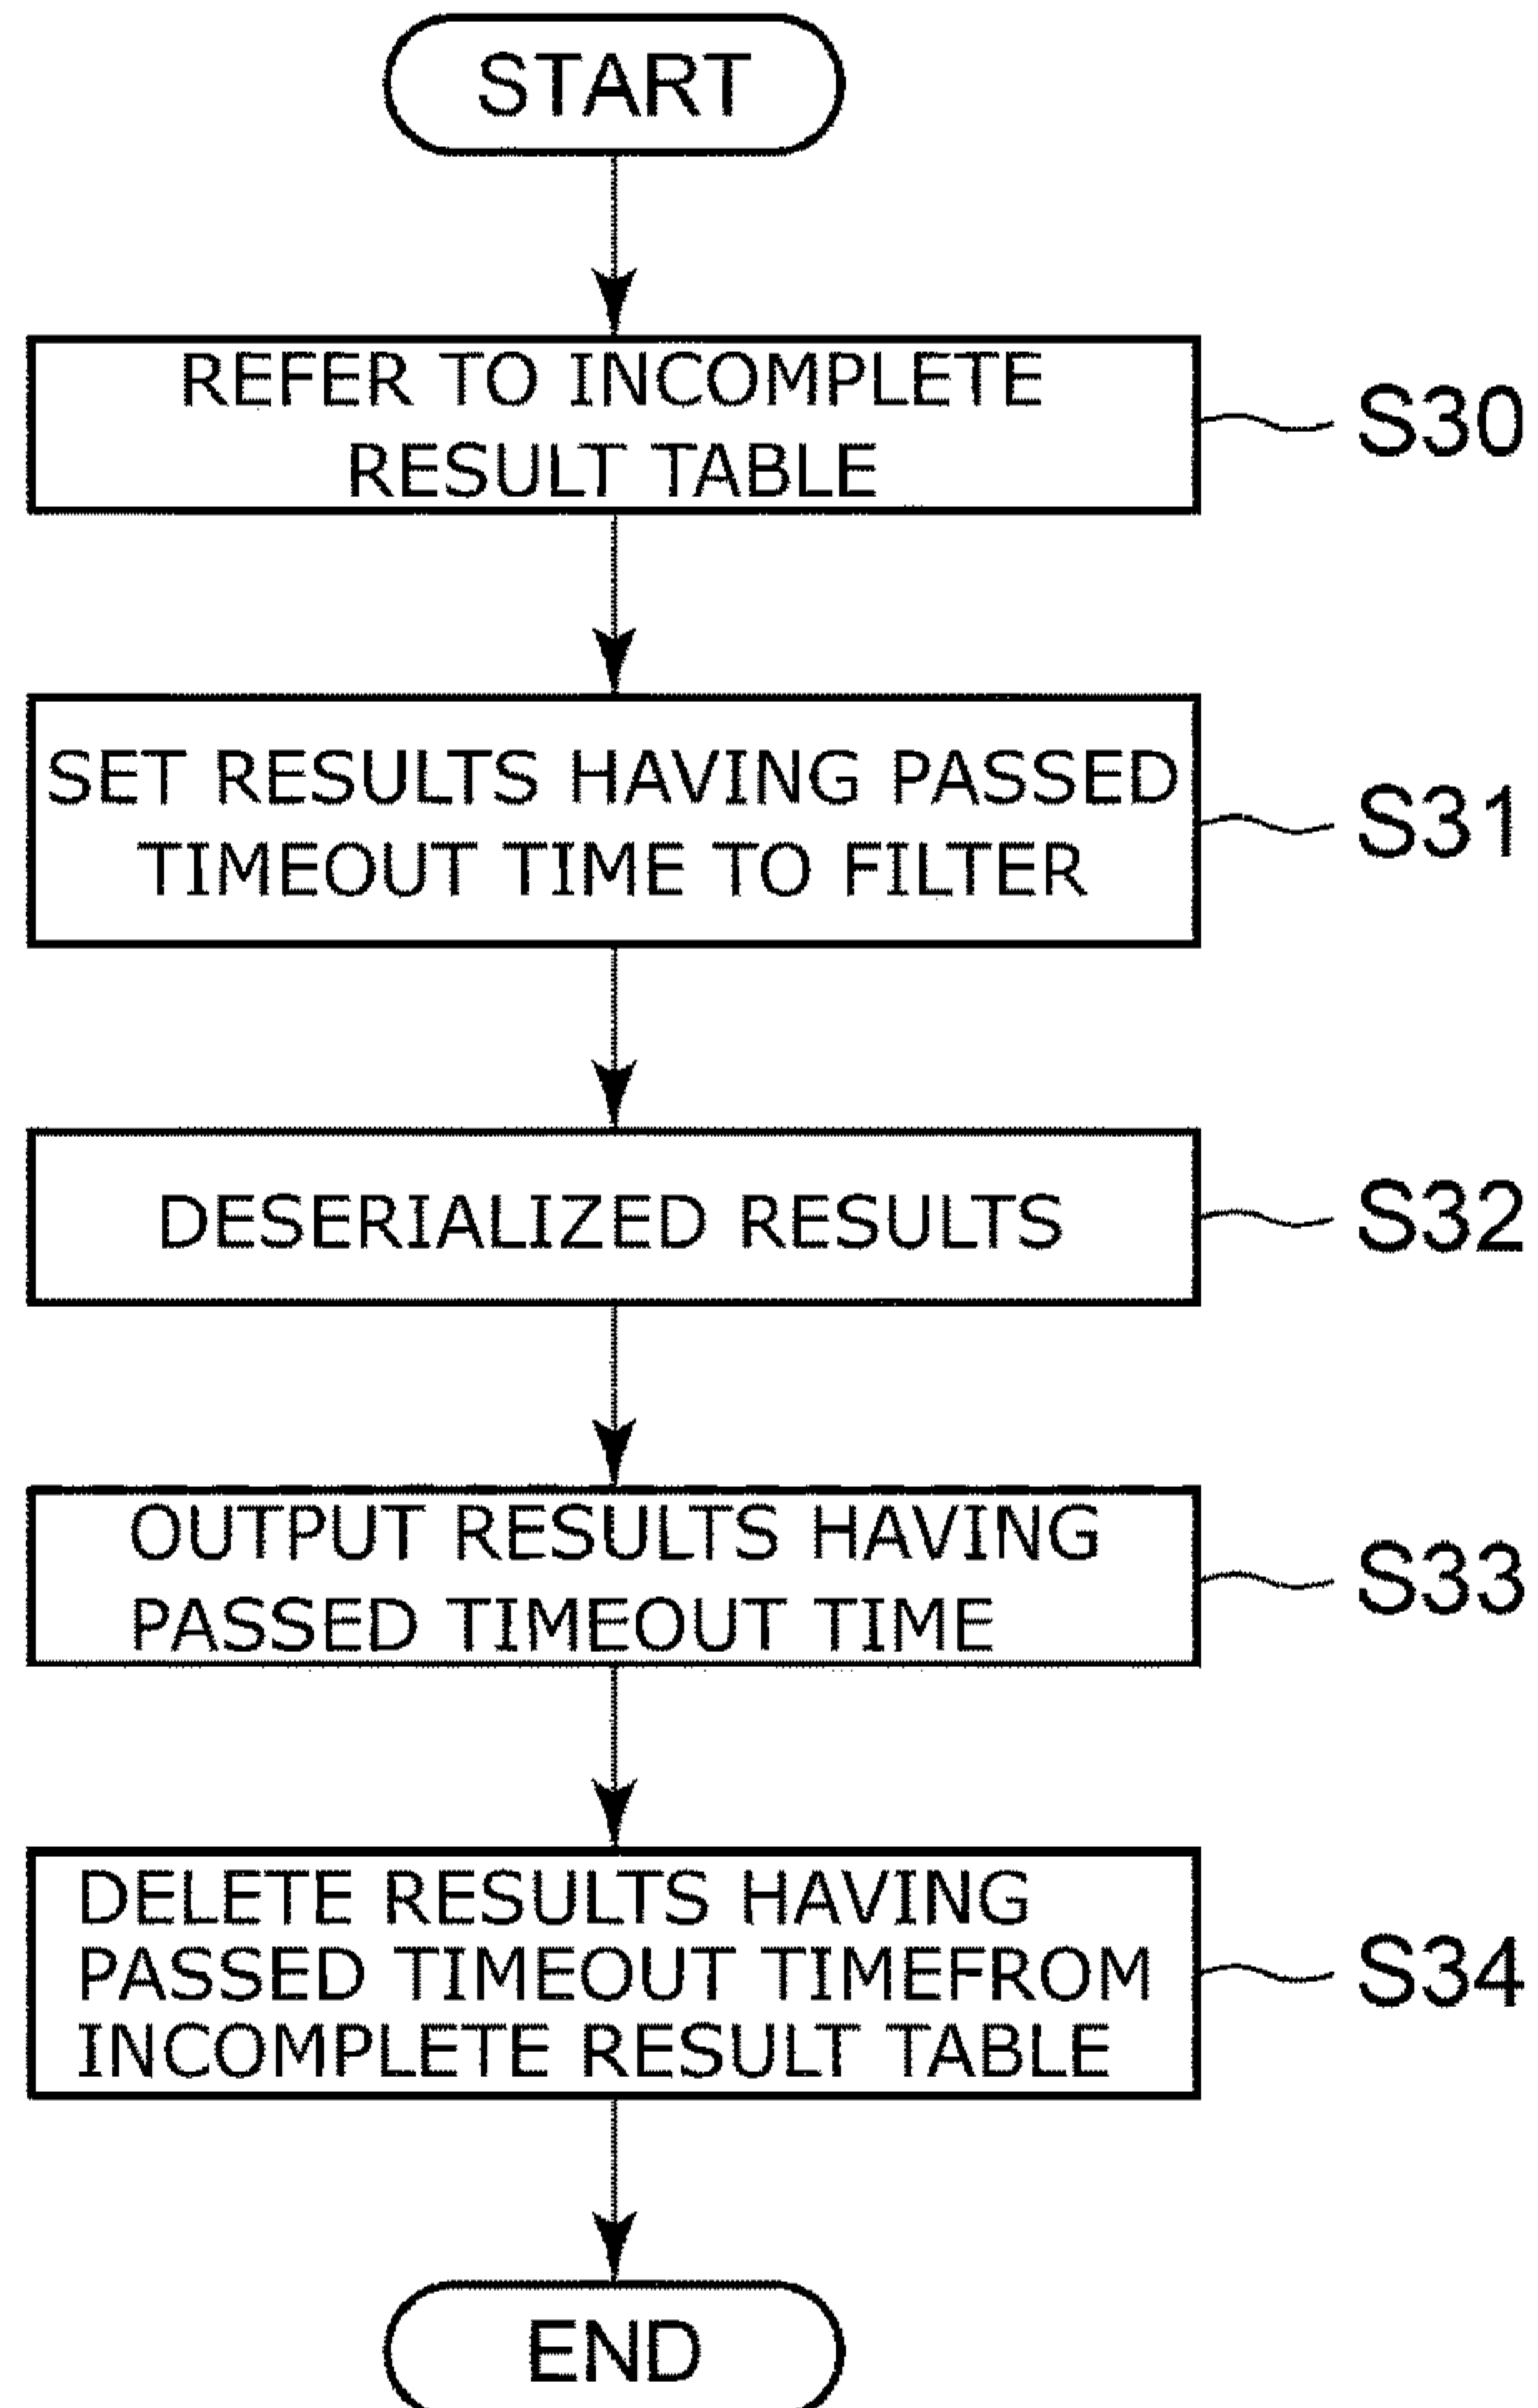 START
REFER TO INCOMPLETE
RESULT TABLE
S30
SET RESULTS HAVING PASSED
TIMEOUT TIME TO FILTER
S31
DESERIALIZED RESULTS
S32
OUTPUT RESULTS HAVING
PASSED TIMEOUT TIME
S33
DELETE RESULTS HAVING
PASSED TIMEOUT TIMEFROM
INCOMPLETE RESULT TABLE
S34
END